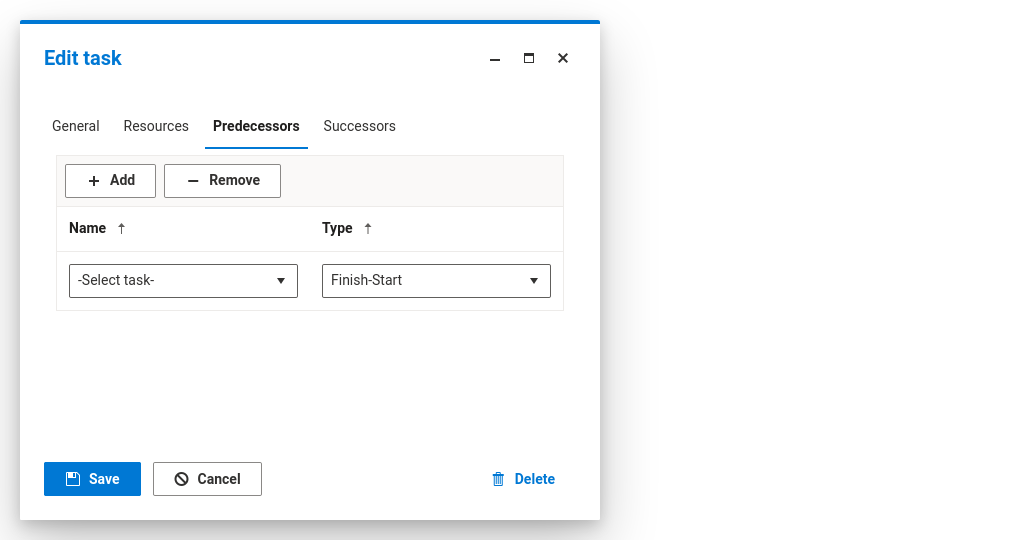 Edit task
General Resources Predecessors Successors
Add Remove
Name Type
-Select task- Finish-Start
Save Cancel Delete